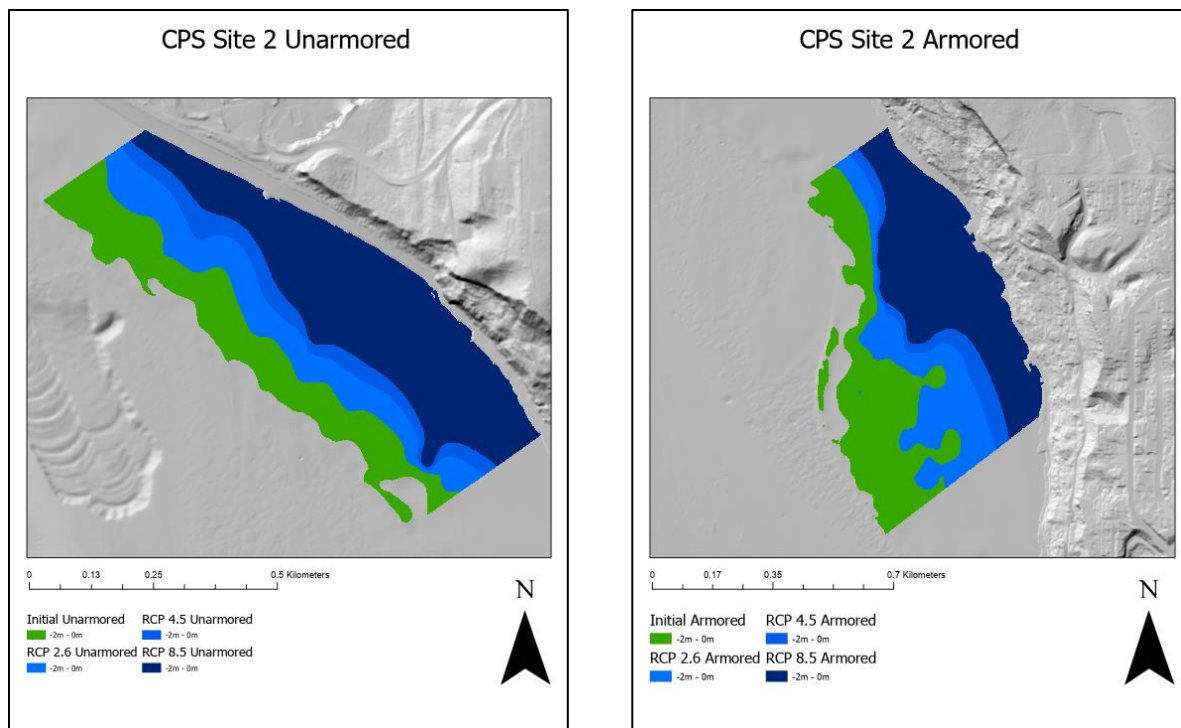 CPS Site 2 Unarmored
0 0.13 0.25 0.5 Kilometers
N
Initial Unarmored RCP 4.5 Unarmored
-2m - 0m -2m - 0m
RCP 2.6 Unarmored RCP 8.5 Unarmored
-2m - 0m -2m - 0m
CPS Site 2 Armored
0 0.17 0.35 0.7 Kilometers
N
Initial Armored RCP 4.5 Armored
-2m - 0m -2m - 0m
RCP 2.6 Armored RCP 8.5 Armored
-2m - 0m -2m - 0m